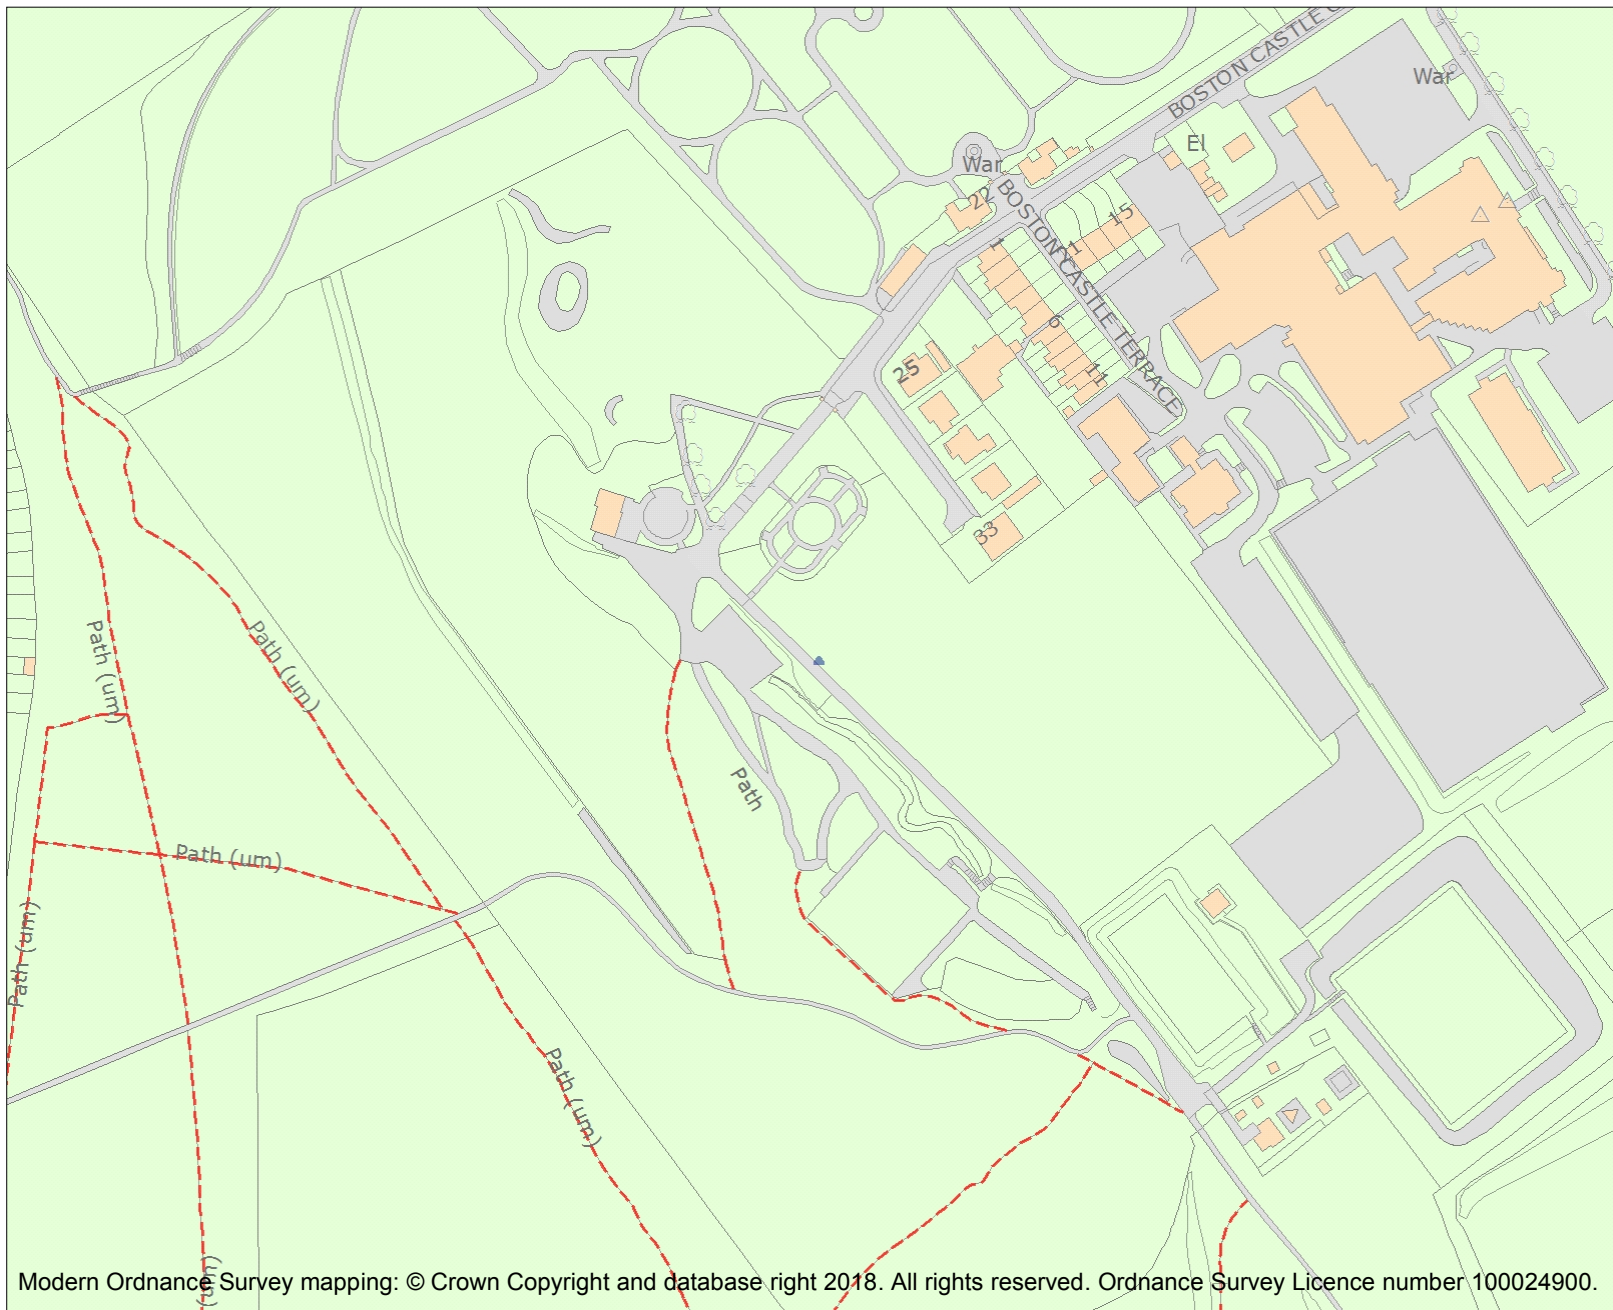 BOSTON CASTLE G
War
El
War
22
BOSTON CASTLE TERRACE
15
1
1
6
25
11
33
Path (um)
Path (um)
Path
Path (um)
Path (um)
Path (um)
(um)
Modern Ordnance Survey mapping: © Crown Copyright and database right 2018. All rights reserved. Ordnance Survey Licence number 100024900.